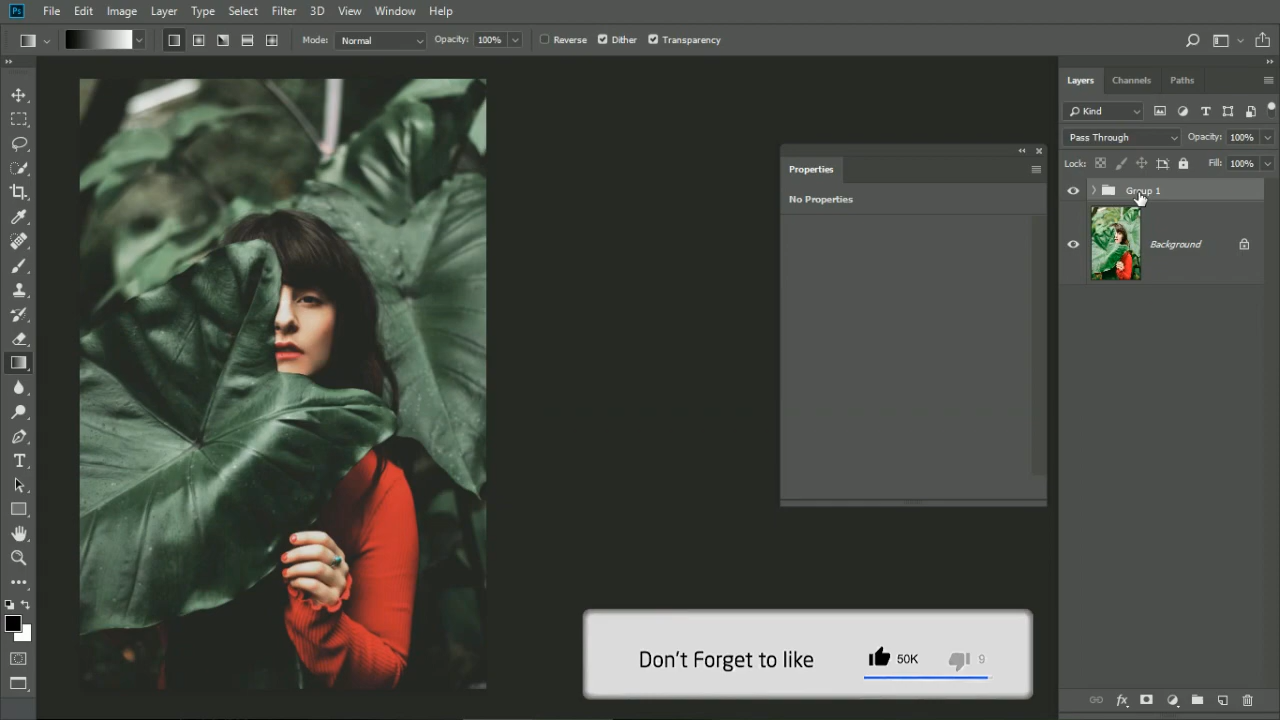 Ps File Edit Image Layer Type Select Filter 3D View Window Help
Mode: Normal Opacity: 100% Reverse Dither Transparency
Layers Channels Paths
Kind
Pass Through Opacity: 100%
Lock: Fill: 100%
Group 1
Background
Properties
No Properties
Don't Forget to like 50K 9
fx